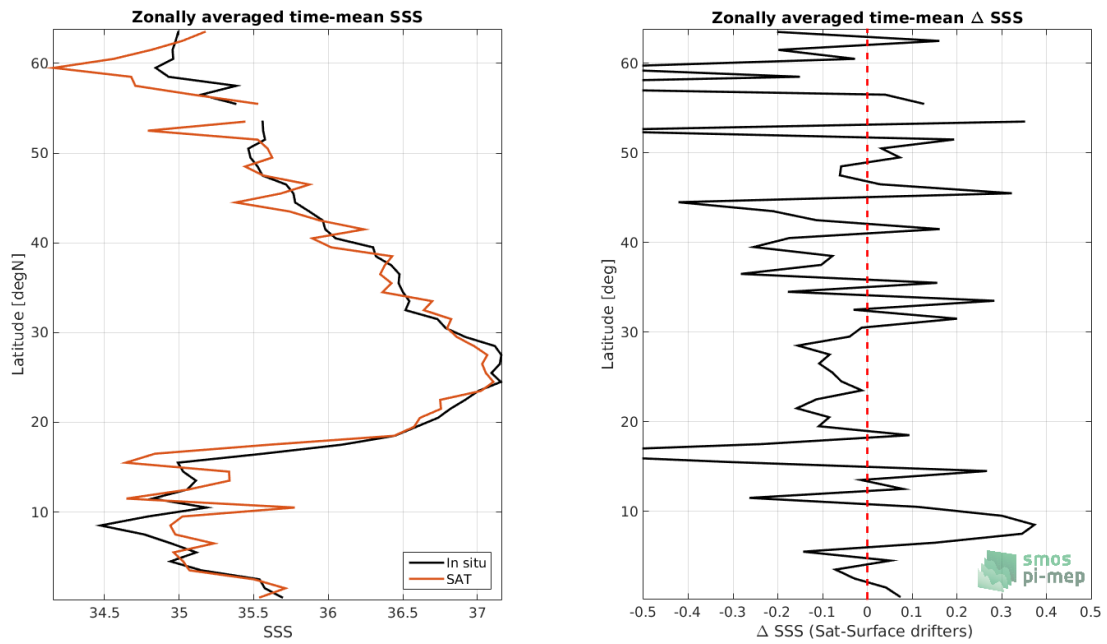 Zonally averaged time-mean SSS
60
50
40
30
20
10
34.5
35
35.5
36
36.5
37
SSS
Latitude [degN]
In situ
SAT
Zonally averaged time-mean Δ SSS
60
50
40
30
20
10
-0.5
-0.4
-0.3
-0.2
-0.1
0
0.1
0.2
0.3
0.4
0.5
Δ SSS (Sat-Surface drifters)
Latitude [deg]
smos
pi-mep